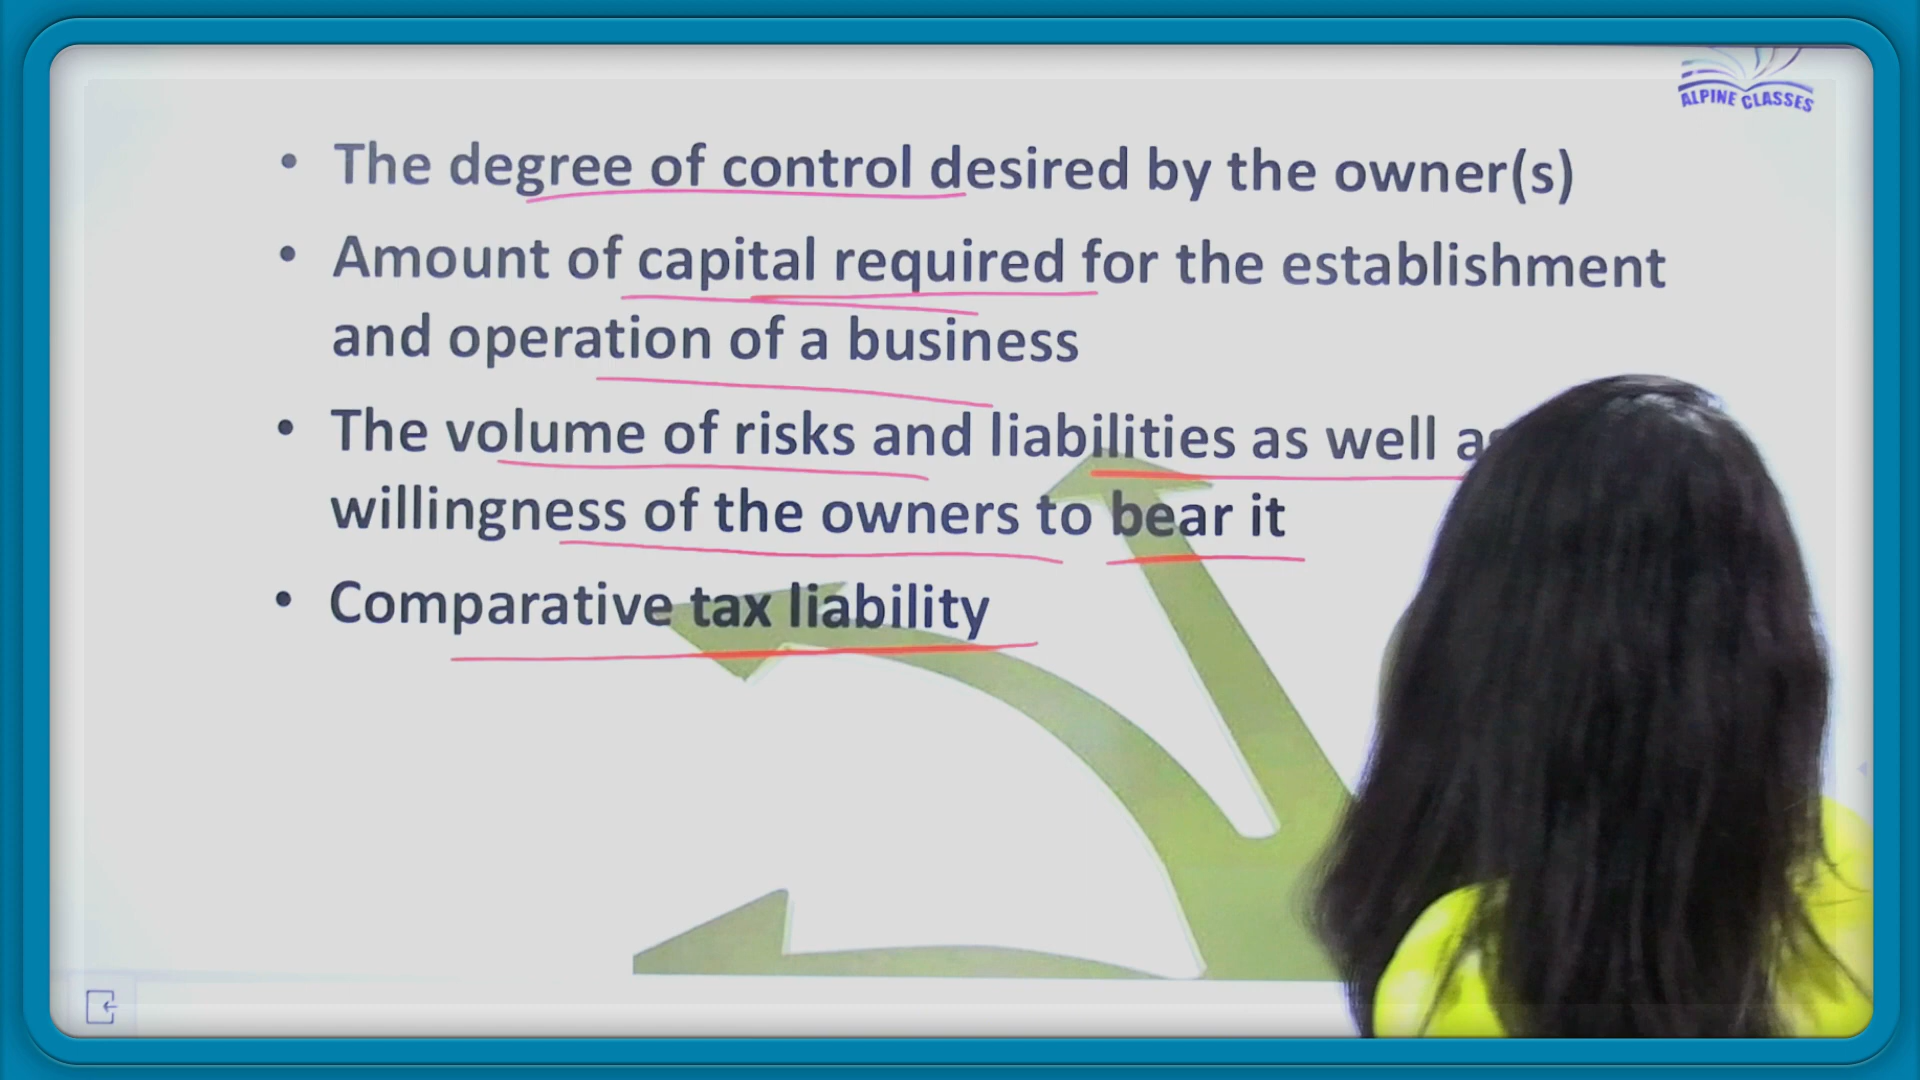 ALPINE CLASSES
• The degree of control desired by the owner(s)
• Amount of capital required for the establishment
and operation of a business
• The volume of risks and liabilities as well as
willingness of the owners to bear it
• Comparative tax liability